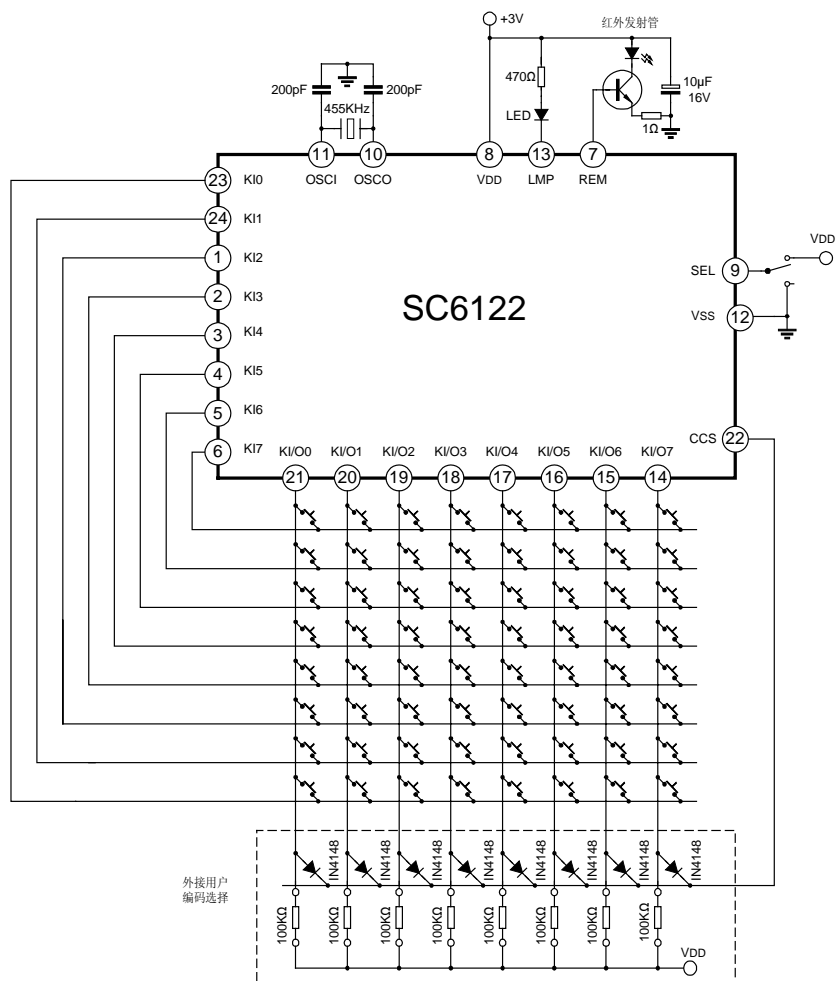 +3V
红外发射管
200pF
200pF
455KHz
470Ω
LED
10μF
16V
1Ω
11
10
8
13
7
OSCI
OSCO
VDD
LMP
REM
23
KI0
24
KI1
1
KI2
2
KI3
3
KI4
4
KI5
5
KI6
6
KI7
SC6122
VDD
SEL
9
VSS
12
CCS
22
KI/O0
KI/O1
KI/O2
KI/O3
KI/O4
KI/O5
KI/O6
KI/O7
21
20
19
18
17
16
15
14
外接用户
编码选择
IN4148
IN4148
IN4148
IN4148
IN4148
IN4148
IN4148
IN4148
100KΩ
100KΩ
100KΩ
100KΩ
100KΩ
100KΩ
100KΩ
100KΩ
VDD